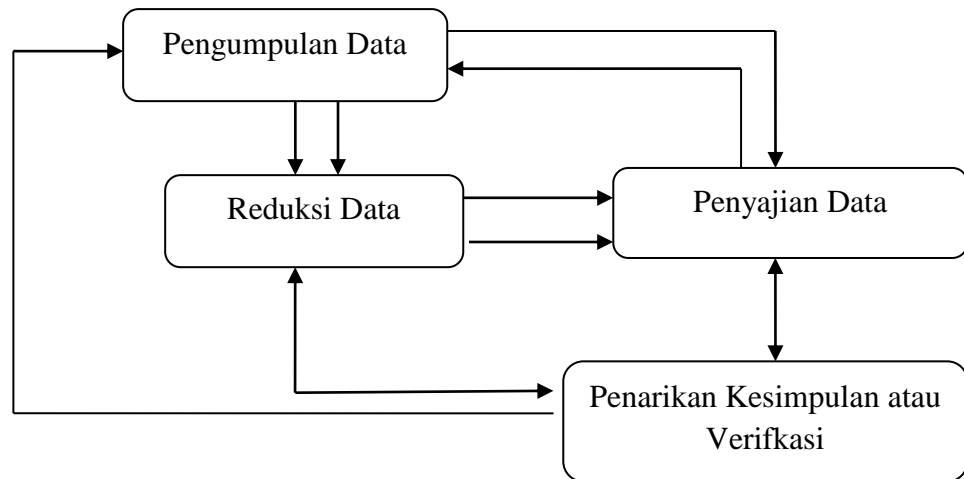 Pengumpulan Data
Reduksi Data
Penyajian Data
Penarikan Kesimpulan atau
Verifkasi